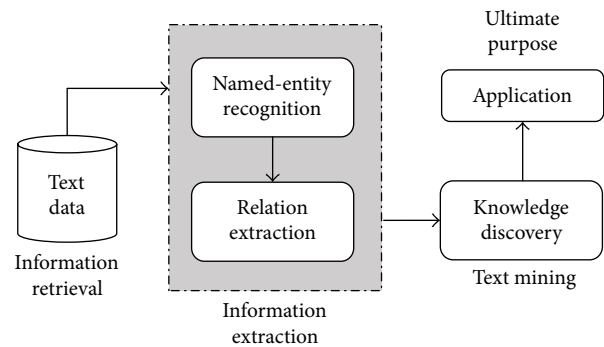 Text
data
Information
retrieval
Named-entity
recognition
Relation
extraction
Information
extraction
Ultimate
purpose
Application
Knowledge
discovery
Text mining